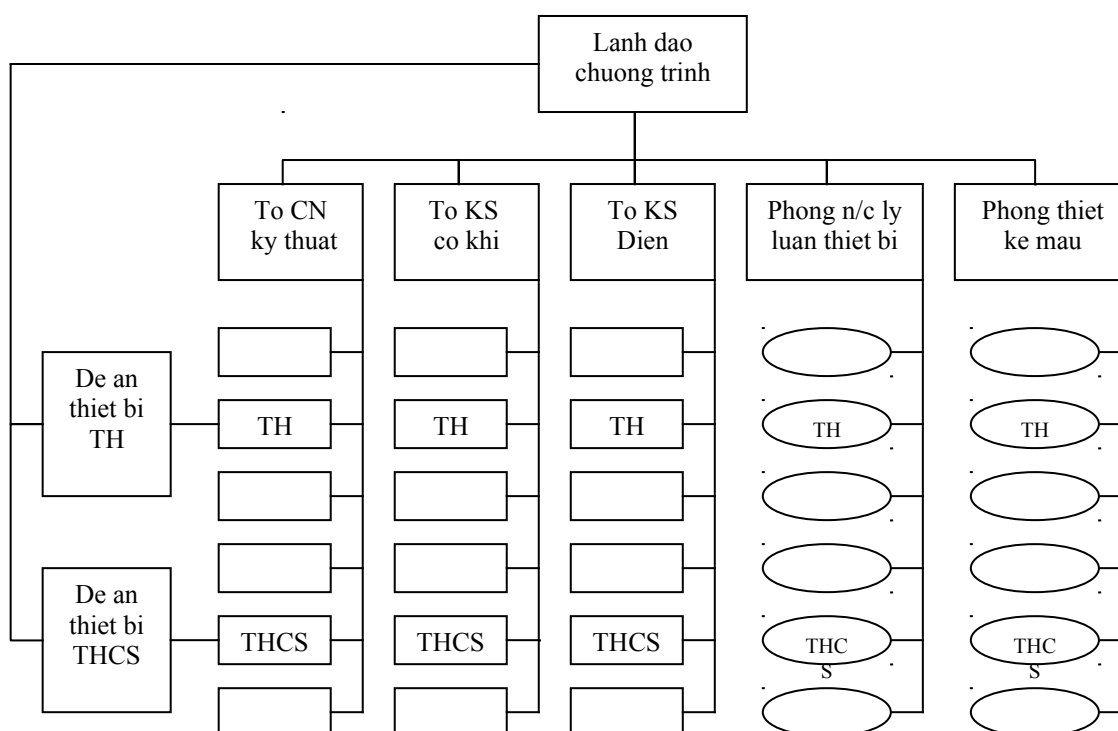 Lanh dao
chuong trinh
To CN
ky thuat
To KS
co khi
To KS
Dien
Phong n/c ly
luan thiet bi
Phong thiet
ke mau
De an
thiet bi
TH
TH
TH
TH
TH
TH
De an
thiet bi
THCS
THCS
THCS
THCS
THC
S
THC
S